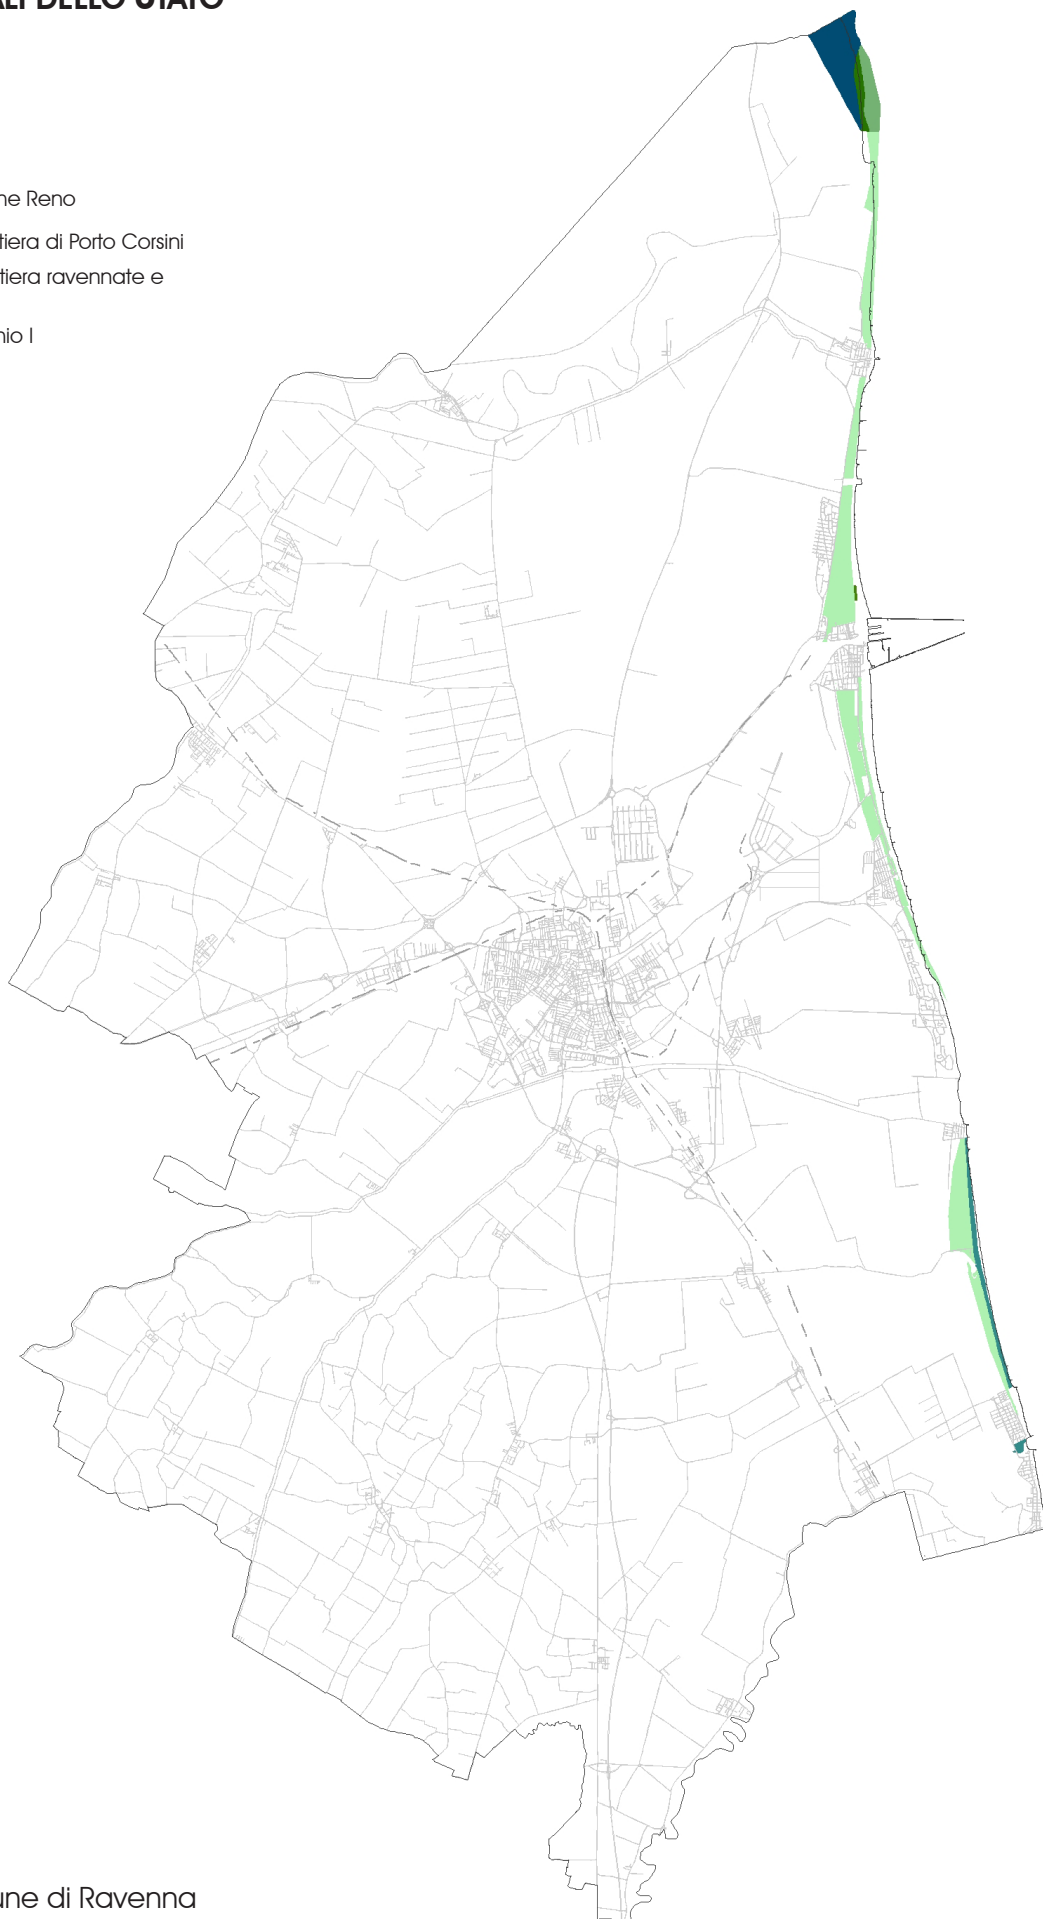 ALI DELLO STATO
ne Reno
tiera di Porto Corsini
tiera ravennate e
nio I
une di Ravenna